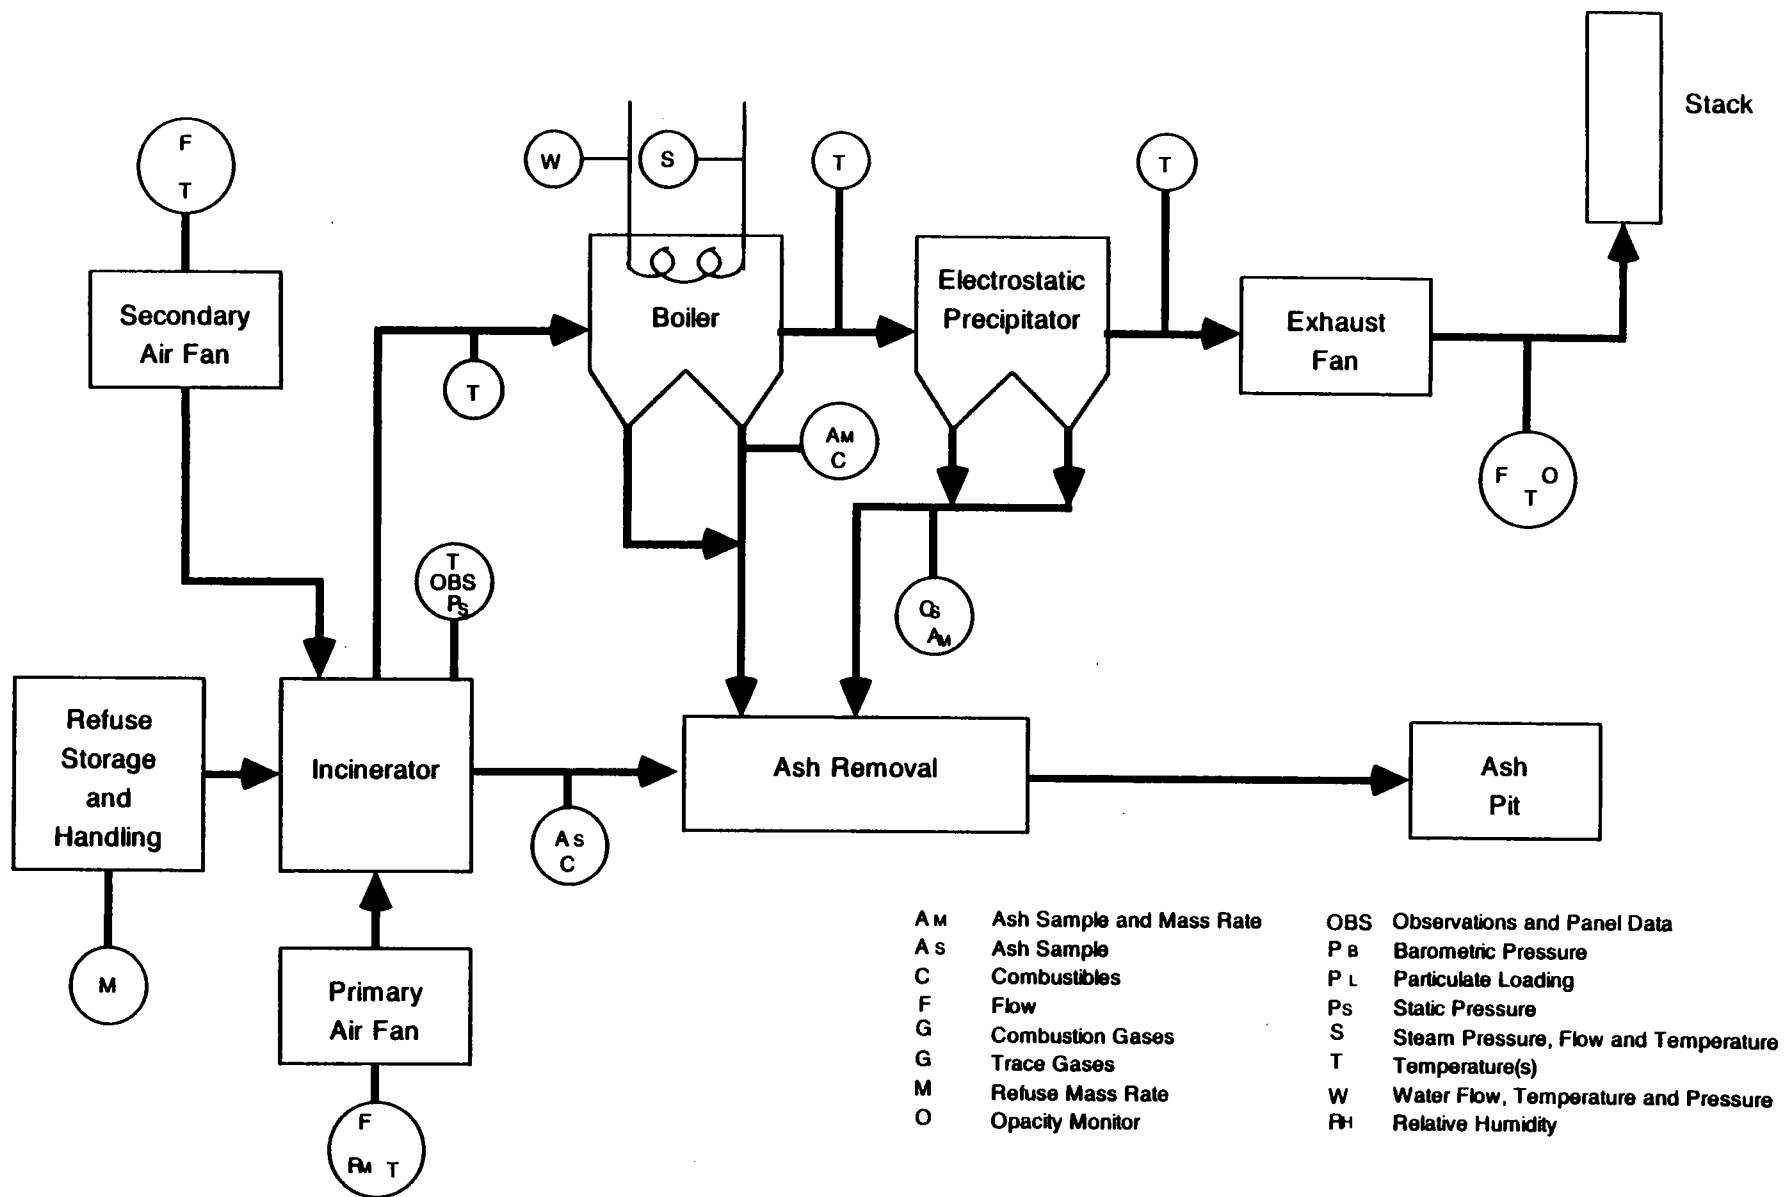 Stack
F
T
W
S
T
T
Secondary
Air Fan
Boiler
Electrostatic
Precipitator
Exhaust
Fan
T
AM
C
F O
T
T
OBS
PS
AM
Refuse
Storage
and
Handling
Incinerator
Ash Removal
Ash
Pit
AS
C
M
Primary
Air Fan
F
T
AM Ash Sample and Mass Rate
AS Ash Sample
C Combustibles
F Flow
G Combustion Gases
G Trace Gases
M Refuse Mass Rate
O Opacity Monitor
OBS Observations and Panel Data
PB Barometric Pressure
PL Particulate Loading
PS Static Pressure
S Steam Pressure, Flow and Temperature
T Temperature(s)
W Water Flow, Temperature and Pressure
RH Relative Humidity